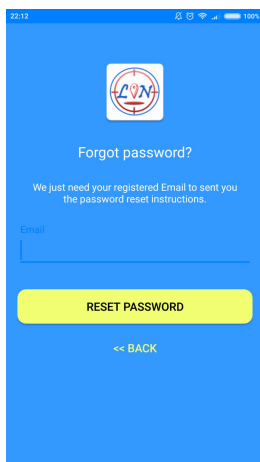 22:12
100%
LON
Forgot password?
We just need your registered Email to sent you
the password reset instructions.
Email
RESET PASSWORD
<< BACK